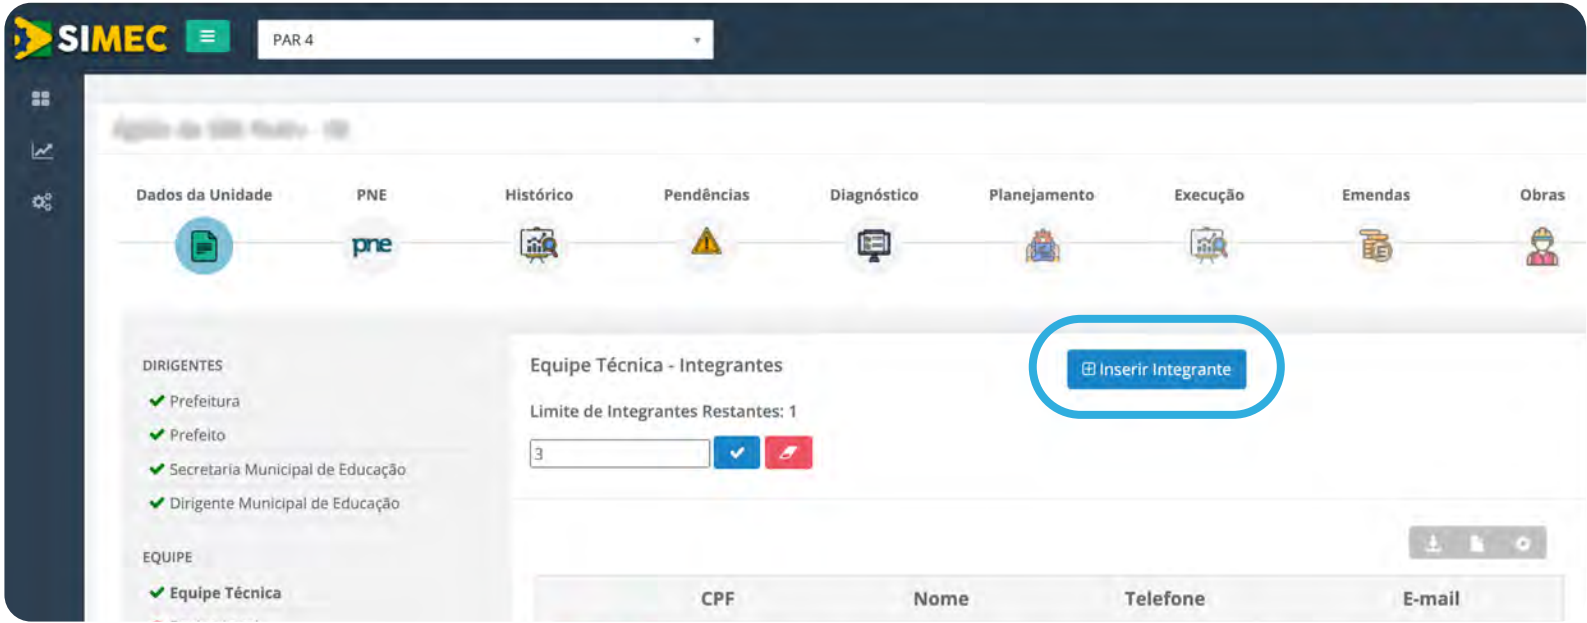 SIMEC
PAR 4
Dados da Unidade
PNE
Histórico
Pendências
Diagnóstico
Planejamento
Execução
Emendas
Obras
pne
DIRIGENTES
Prefeitura
Prefeito
Secretaria Municipal de Educação
Dirigente Municipal de Educação
EQUIPE
Equipe Técnica
Equipe Técnica - Integrantes
Inserir Integrante
Limite de Integrantes Restantes: 1
3
CPF
Nome
Telefone
E-mail